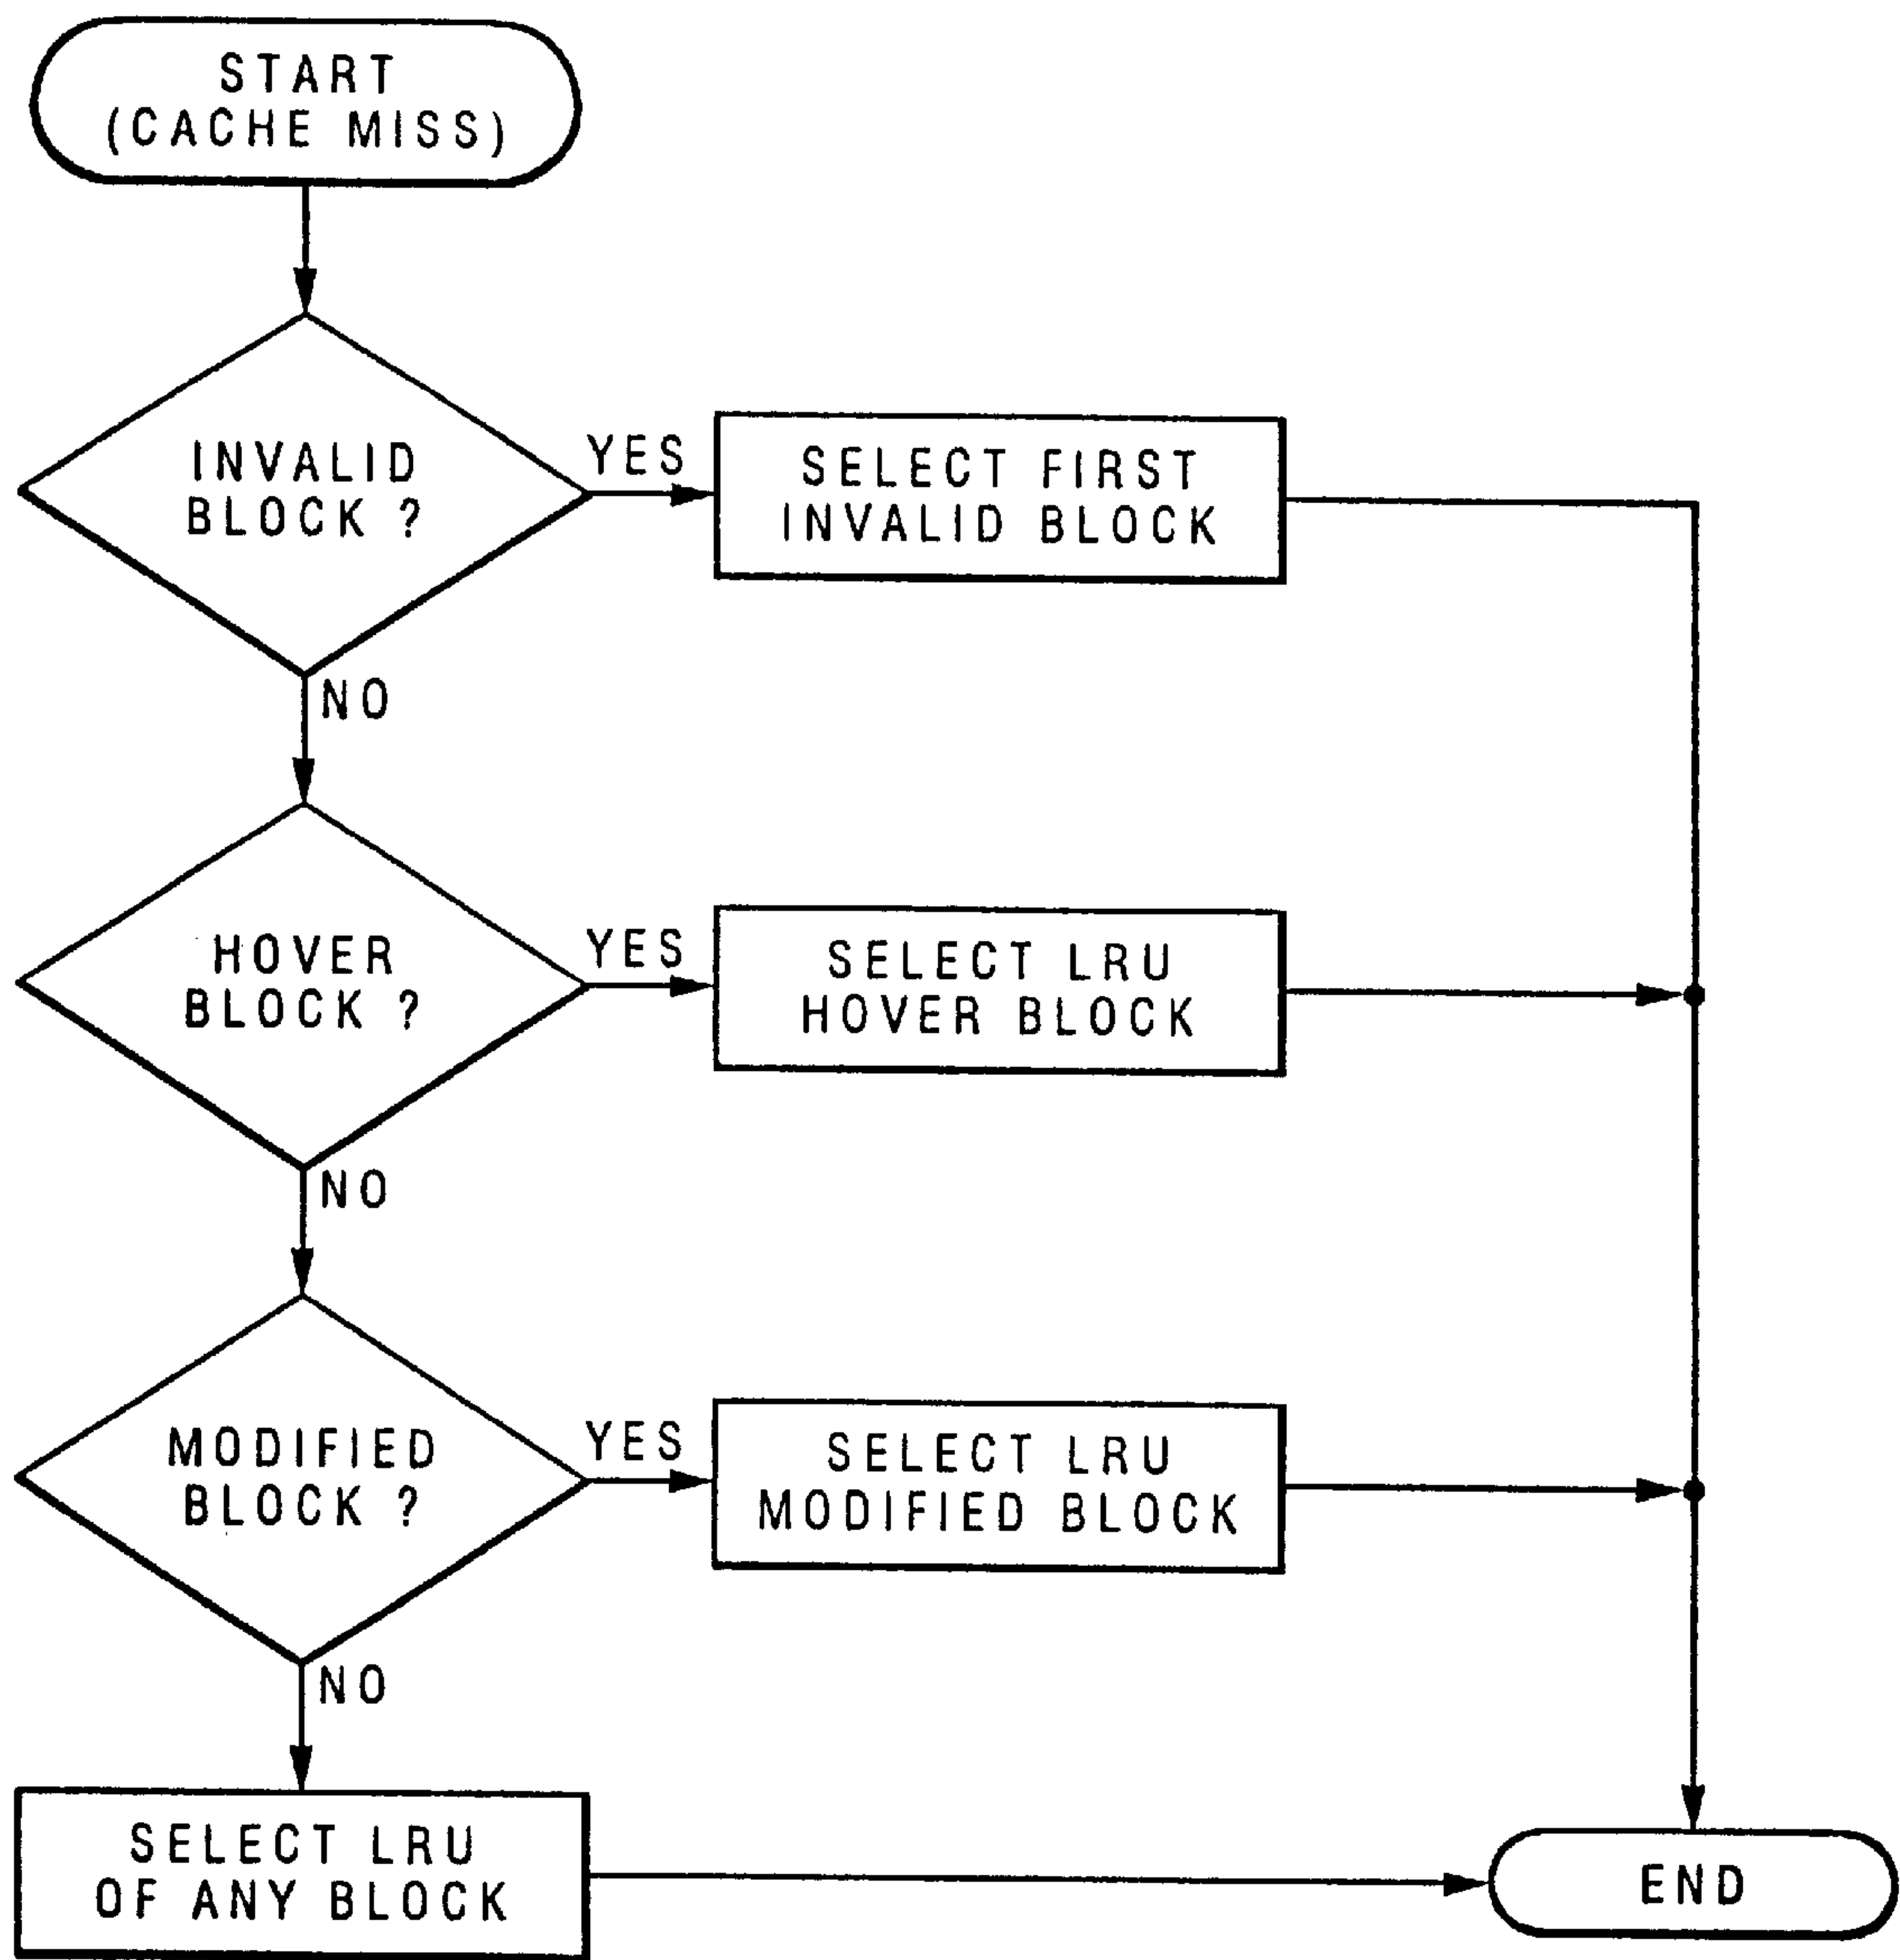 START
(CACHE MISS)
INVALID
BLOCK ?
YES
SELECT FIRST
INVALID BLOCK
NO
HOVER
BLOCK ?
YES
SELECT LRU
HOVER BLOCK
NO
MODIFIED
BLOCK ?
YES
SELECT LRU
MODIFIED BLOCK
NO
SELECT LRU
OF ANY BLOCK
END